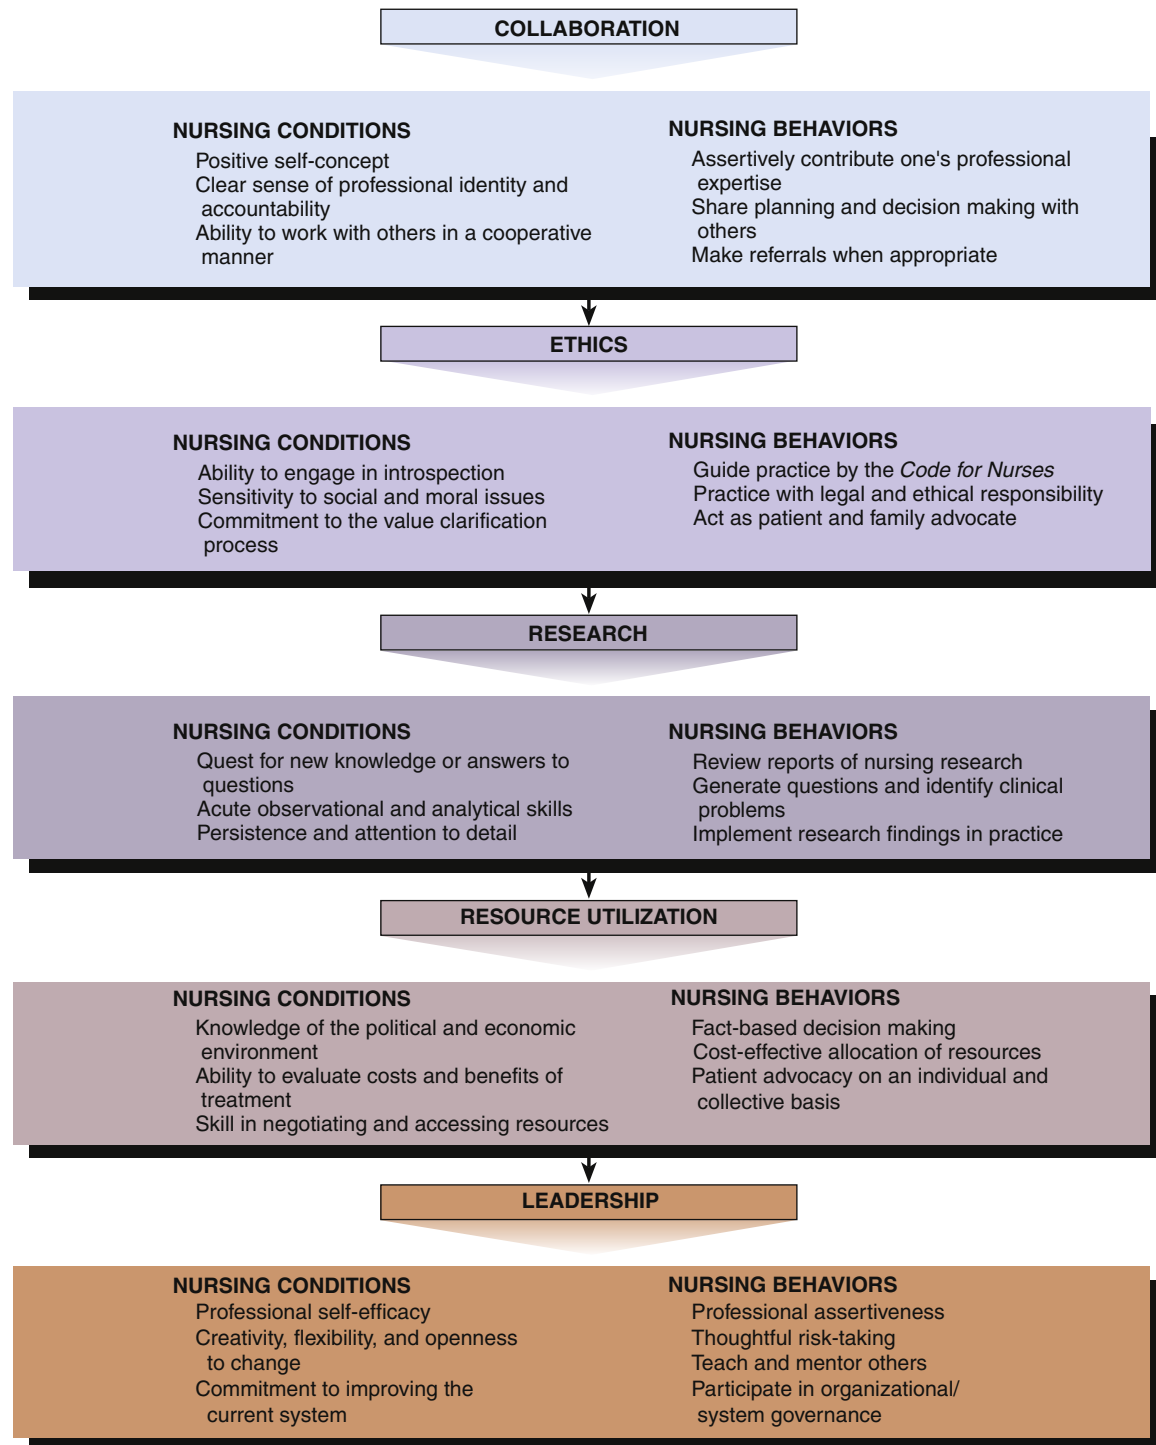 COLLABORATION
NURSING CONDITIONS
Positive self-concept
Clear sense of professional identity and
accountability
Ability to work with others in a cooperative
manner
NURSING BEHAVIORS
Assertively contribute one's professional
expertise
Share planning and decision making with
others
Make referrals when appropriate
ETHICS
NURSING CONDITIONS
Ability to engage in introspection
Sensitivity to social and moral issues
Commitment to the value clarification
process
NURSING BEHAVIORS
Guide practice by the Code for Nurses
Practice with legal and ethical responsibility
Act as patient and family advocate
RESEARCH
NURSING CONDITIONS
Quest for new knowledge or answers to
questions
Acute observational and analytical skills
Persistence and attention to detail
NURSING BEHAVIORS
Review reports of nursing research
Generate questions and identify clinical
problems
Implement research findings in practice
RESOURCE UTILIZATION
NURSING CONDITIONS
Knowledge of the political and economic
environment
Ability to evaluate costs and benefits of
treatment
Skill in negotiating and accessing resources
NURSING BEHAVIORS
Fact-based decision making
Cost-effective allocation of resources
Patient advocacy on an individual and
collective basis
LEADERSHIP
NURSING CONDITIONS
Professional self-efficacy
Creativity, flexibility, and openness
to change
Commitment to improving the
current system
NURSING BEHAVIORS
Professional assertiveness
Thoughtful risk-taking
Teach and mentor others
Participate in organizational/
system governance